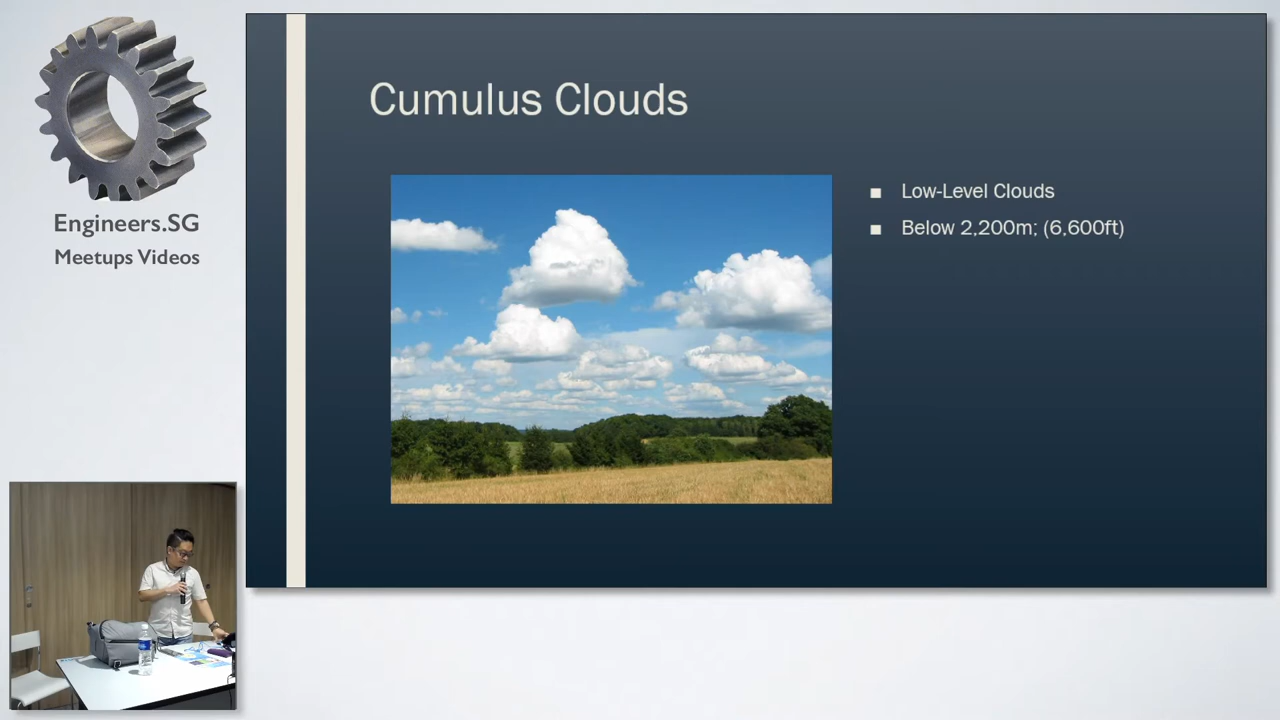 Engineers.SG
Meetups Videos
Cumulus Clouds
Low-Level Clouds
Below 2,200m; (6,600ft)